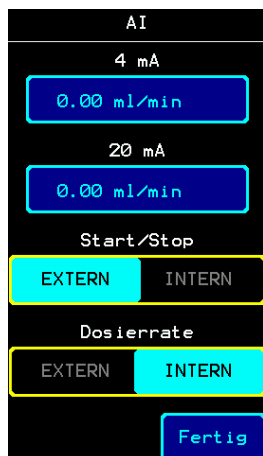 AI
4 mA
0.00 ml/min
20 mA
0.00 ml/min
Start/Stop
EXTERN INTERN
Dosierrate
EXTERN INTERN
Fertig